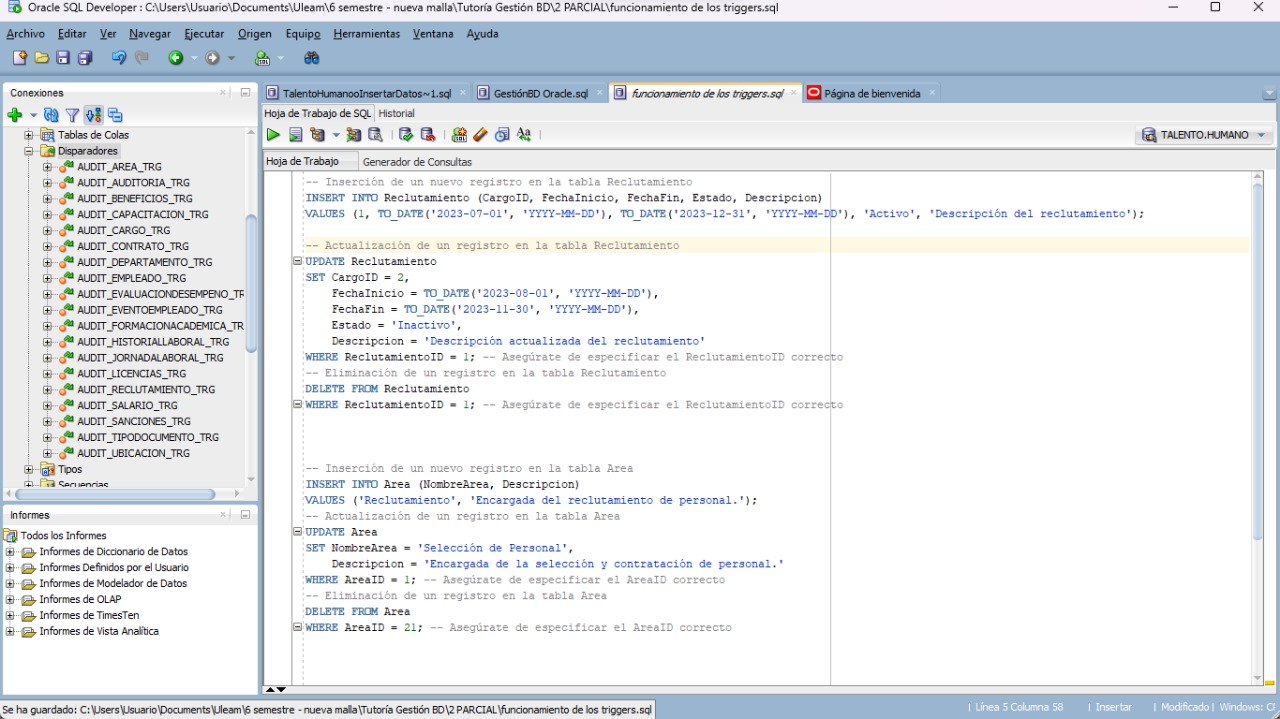 Oracle SQL Developer : C:\Users\Usuario\Documents\Uleam\6 semestre - nueva malla\Tutoría Gestión BD\2 PARCIAL\funcionamiento de los triggers.sql
Archivo Editar Ver Navegar Ejecutar Origen Equipo Herramientas Ventana Ayuda
Conexiones
Tablas de Colas
Disparadores
AUDIT_AREA_TRG
AUDIT_AUDITORIA_TRG
AUDIT_BENEFICIOS_TRG
AUDIT_CAPACITACION_TRG
AUDIT_CARGO_TRG
AUDIT_CONTRATO_TRG
AUDIT_DEPARTAMENTO_TRG
AUDIT_EMPLEADO_TRG
AUDIT_EVALUACIONDESEMPENO_TR
AUDIT_EVENTOEMPLEADO_TRG
AUDIT_FORMACIONACADEMICA_TR
AUDIT_HISTORIALLABORAL_TRG
AUDIT_JORNADALABORAL_TRG
AUDIT_LICENCIAS_TRG
AUDIT_RECLUTAMIENTO_TRG
AUDIT_SALARIO_TRG
AUDIT_SANCIONES_TRG
AUDIT_TIPODOCUMENTO_TRG
AUDIT_UBICACION_TRG
Tipos
Secuencias
Informes
Todos los Informes
Informes de Diccionario de Datos
Informes Definidos por el Usuario
Informes de Modelador de Datos
Informes de OLAP
Informes de TimesTen
Informes de Vista Analítica
TalentoHumanooInsertarDatos~1.sql GestiónBD Oracle.sql funcionamiento de los triggers.sql Página de bienvenida
Hoja de Trabajo de SQL Historial
TALENTO.HUMANO
Hoja de Trabajo Generador de Consultas
-- Inserción de un nuevo registro en la tabla Reclutamiento
INSERT INTO Reclutamiento (CargoID, FechaInicio, FechaFin, Estado, Descripcion)
VALUES (1, TO_DATE('2023-07-01', 'YYYY-MM-DD'), TO_DATE('2023-12-31', 'YYYY-MM-DD'), 'Activo', 'Descripción del reclutamiento');
-- Actualización de un registro en la tabla Reclutamiento
UPDATE Reclutamiento
SET CargoID = 2,
FechaInicio = TO_DATE('2023-08-01', 'YYYY-MM-DD'),
FechaFin = TO_DATE('2023-11-30', 'YYYY-MM-DD'),
Estado = 'Inactivo',
Descripcion = 'Descripción actualizada del reclutamiento'
WHERE ReclutamientoID = 1; -- Asegúrate de especificar el ReclutamientoID correcto
-- Eliminación de un registro en la tabla Reclutamiento
DELETE FROM Reclutamiento
WHERE ReclutamientoID = 1; -- Asegúrate de especificar el ReclutamientoID correcto
-- Inserción de un nuevo registro en la tabla Area
INSERT INTO Area (NombreArea, Descripcion)
VALUES ('Reclutamiento', 'Encargada del reclutamiento de personal.');
-- Actualización de un registro en la tabla Area
UPDATE Area
SET NombreArea = 'Selección de Personal',
Descripcion = 'Encargada de la selección y contratación de personal.'
WHERE AreaID = 1; -- Asegúrate de especificar el AreaID correcto
-- Eliminación de un registro en la tabla Area
DELETE FROM Area
WHERE AreaID = 21; -- Asegúrate de especificar el AreaID correcto
Se ha guardado: C:\Users\Usuario\Documents\Uleam\6 semestre - nueva malla\Tutoría Gestión BD\2 PARCIAL\funcionamiento de los triggers.sql
| Línea 5 Columna 58 | Insertar | Modificado | Windows: Cl